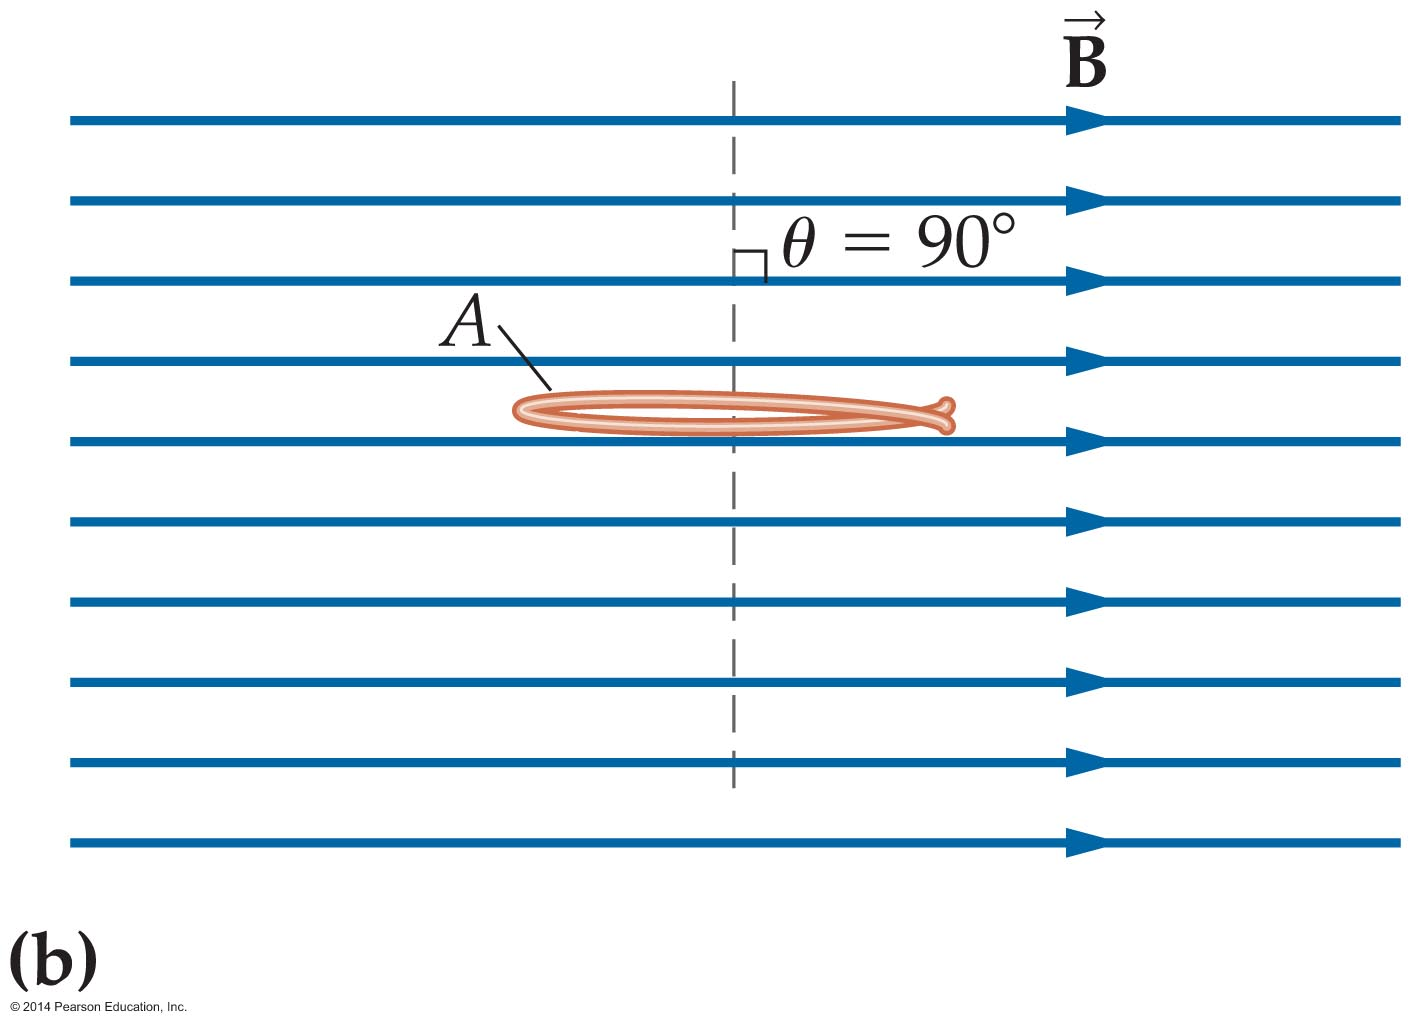 B⃗
θ = 90°
A
(b)
© 2014 Pearson Education, Inc.